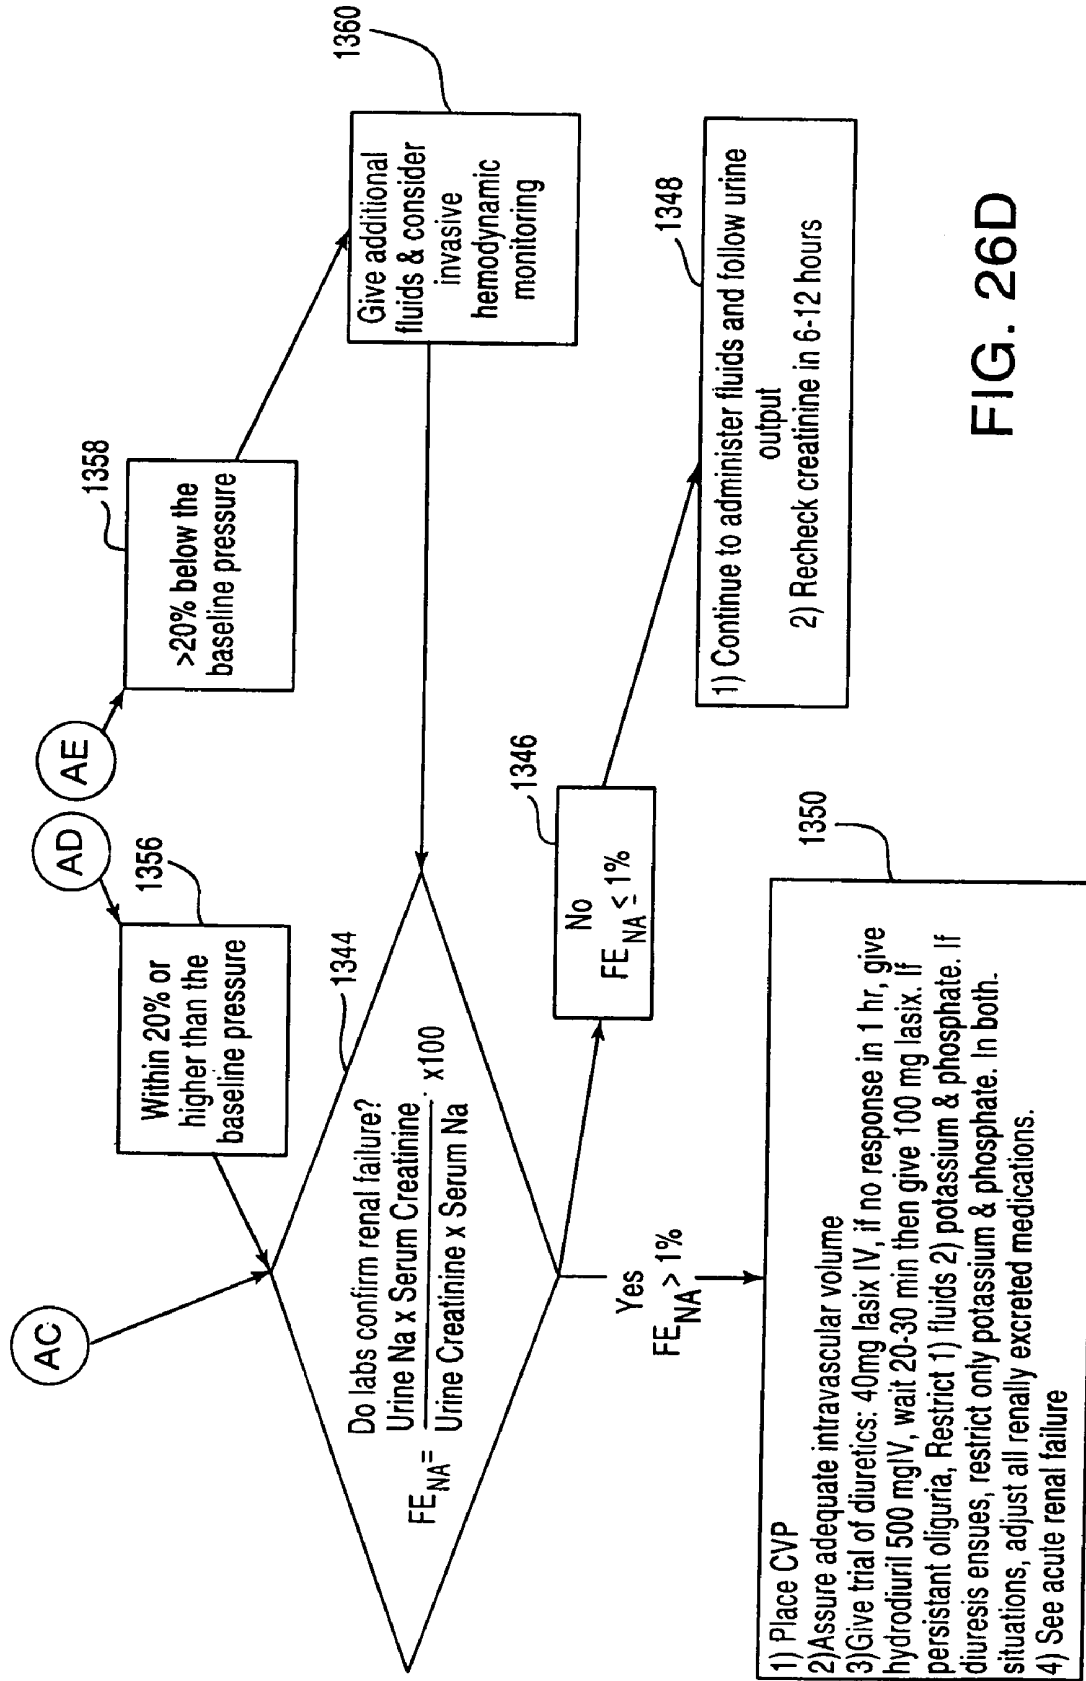 AC
AD
AE
1356
Within 20% or
higher than the
baseline pressure
1358
>20% below the
baseline pressure
1360
Give additional
fluids & consider
invasive
hemodynamic
monitoring
1344
Do labs confirm renal failure?
FE NA = Urine Na x Serum Creatinine x100
Urine Creatinine x Serum Na
1346
No
FE NA ≤ 1%
1348
1) Continue to administer fluids and follow urine
output
2) Recheck creatinine in 6-12 hours
Yes
FE NA > 1%
1350
1) Place CVP
2)Assure adequate intravascular volume
3)Give trial of diuretics: 40mg lasix IV, if no response in 1 hr, give
hydrodiuril 500 mgIV, wait 20-30 min then give 100 mg lasix. If
persistant oliguria, Restrict 1) fluids 2) potassium & phosphate. If
diuresis ensues, restrict only potassium & phosphate. In both.
situations, adjust all renally excreted medications.
4) See acute renal failure
FIG. 26D